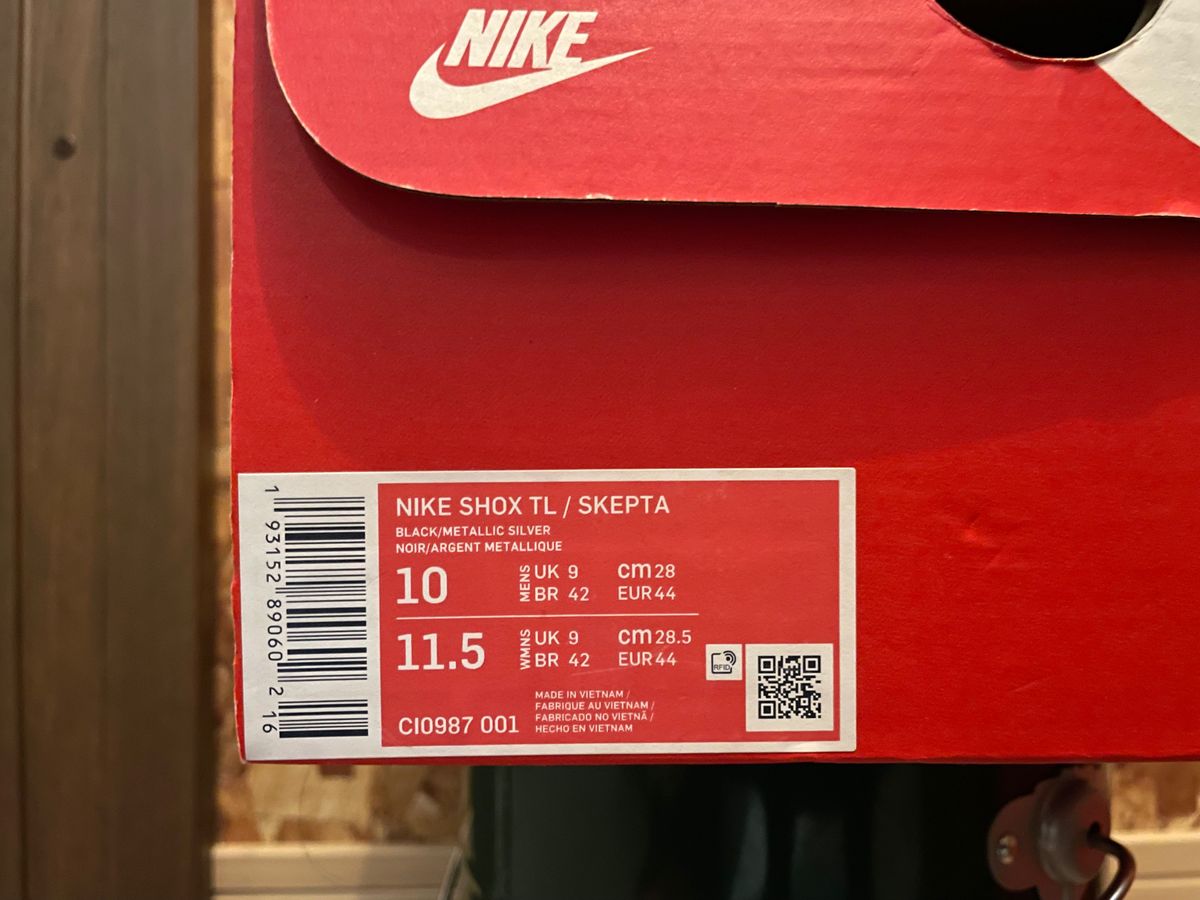 NIKE
NIKE SHOX TL / SKEPTA
BLACK/METALLIC SILVER
NOIR/ARGENT METALLIQUE
10 MENS UK 9 cm 28
BR 42 EUR 44
11.5 WMNS UK 9 cm 28.5
BR 42 EUR 44
RFID
CI0987 001
MADE IN VIETNAM /
FABRIQUE AU VIETNAM /
FABRICADO NO VIETNÃ /
HECHO EN VIETNAM
1 93152 89060 2 16